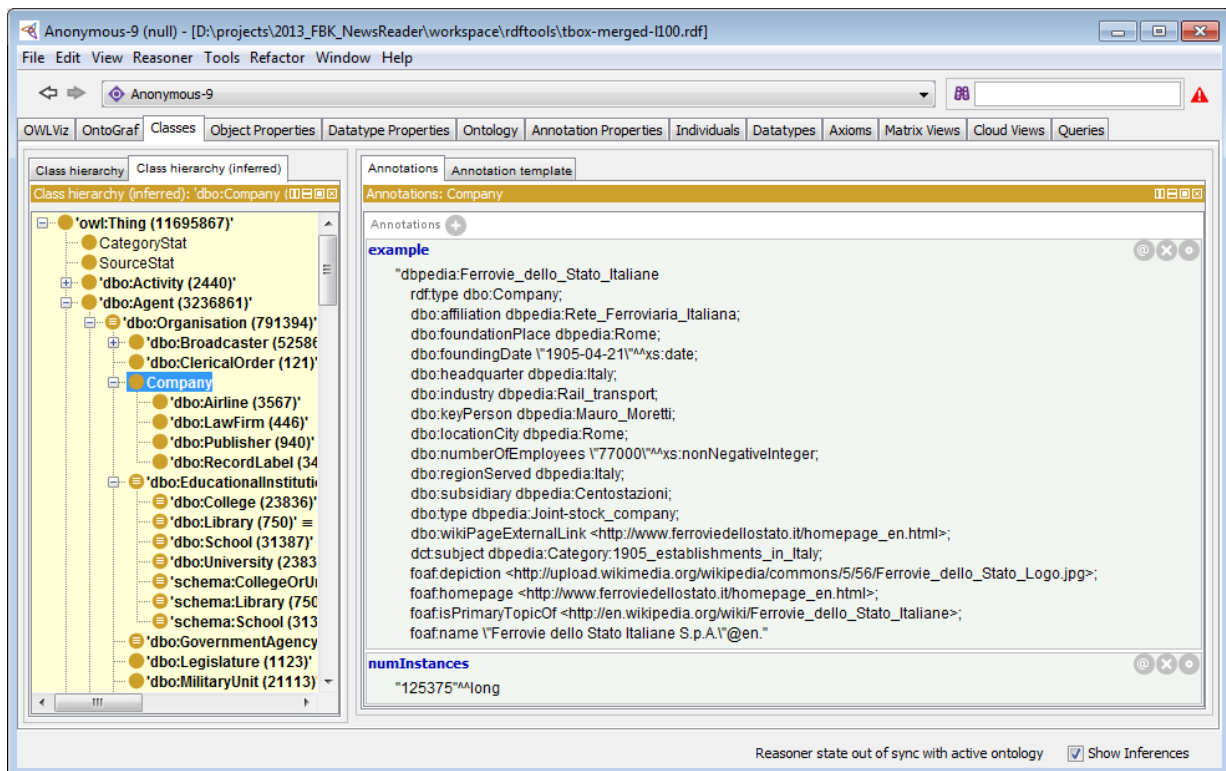 Anonymous-9 (null) - [D:\projects\2013_FBK_NewsReader\workspace\rdftools\tbox-merged-l100.rdf]
File Edit View Reasoner Tools Refactor Window Help
Anonymous-9
OWLViz OntoGraf Classes Object Properties Datatype Properties Ontology Annotation Properties Individuals Datatypes Axioms Matrix Views Cloud Views Queries
Class hierarchy Class hierarchy (inferred)
Class hierarchy (inferred): 'dbo:Company (
'owl:Thing (11695867)'
CategoryStat
SourceStat
'dbo:Activity (2440)'
'dbo:Agent (3236861)'
'dbo:Organisation (791394)'
'dbo:Broadcaster (52586
'dbo:ClericalOrder (121)'
Company
'dbo:Airline (3567)'
'dbo:LawFirm (446)'
'dbo:Publisher (940)'
'dbo:RecordLabel (34
'dbo:EducationalInstituti
'dbo:College (23836)'
'dbo:Library (750)' ≡
'dbo:School (31387)'
'dbo:University (2383
'schema:CollegeOrU
'schema:Library (750
'schema:School (313
'dbo:GovernmentAgency
'dbo:Legislature (1123)'
'dbo:MilitaryUnit (21113)'
Annotations Annotation template
Annotations: Company
Annotations
example
"dbpedia:Ferrovie_dello_Stato_Italiane
rdf:type dbo:Company;
dbo:affiliation dbpedia:Rete_Ferroviaria_Italiana;
dbo:foundationPlace dbpedia:Rome;
dbo:foundingDate \"1905-04-21\"^^xs:date;
dbo:headquarter dbpedia:Italy;
dbo:industry dbpedia:Rail_transport;
dbo:keyPerson dbpedia:Mauro_Moretti;
dbo:locationCity dbpedia:Rome;
dbo:numberOfEmployees \"77000\"^^xs:nonNegativeInteger;
dbo:regionServed dbpedia:Italy;
dbo:subsidiary dbpedia:Centostazioni;
dbo:type dbpedia:Joint-stock_company;
dbo:wikiPageExternalLink <http://www.ferroviedellostato.it/homepage_en.html>;
dct:subject dbpedia:Category:1905_establishments_in_Italy;
foaf:depiction <http://upload.wikimedia.org/wikipedia/commons/5/56/Ferrovie_dello_Stato_Logo.jpg>;
foaf:homepage <http://www.ferroviedellostato.it/homepage_en.html>;
foaf:isPrimaryTopicOf <http://en.wikipedia.org/wiki/Ferrovie_dello_Stato_Italiane>;
foaf:name \"Ferrovie dello Stato Italiane S.p.A.\"@en."
numInstances
"125375"^^long
Reasoner state out of sync with active ontology Show Inferences